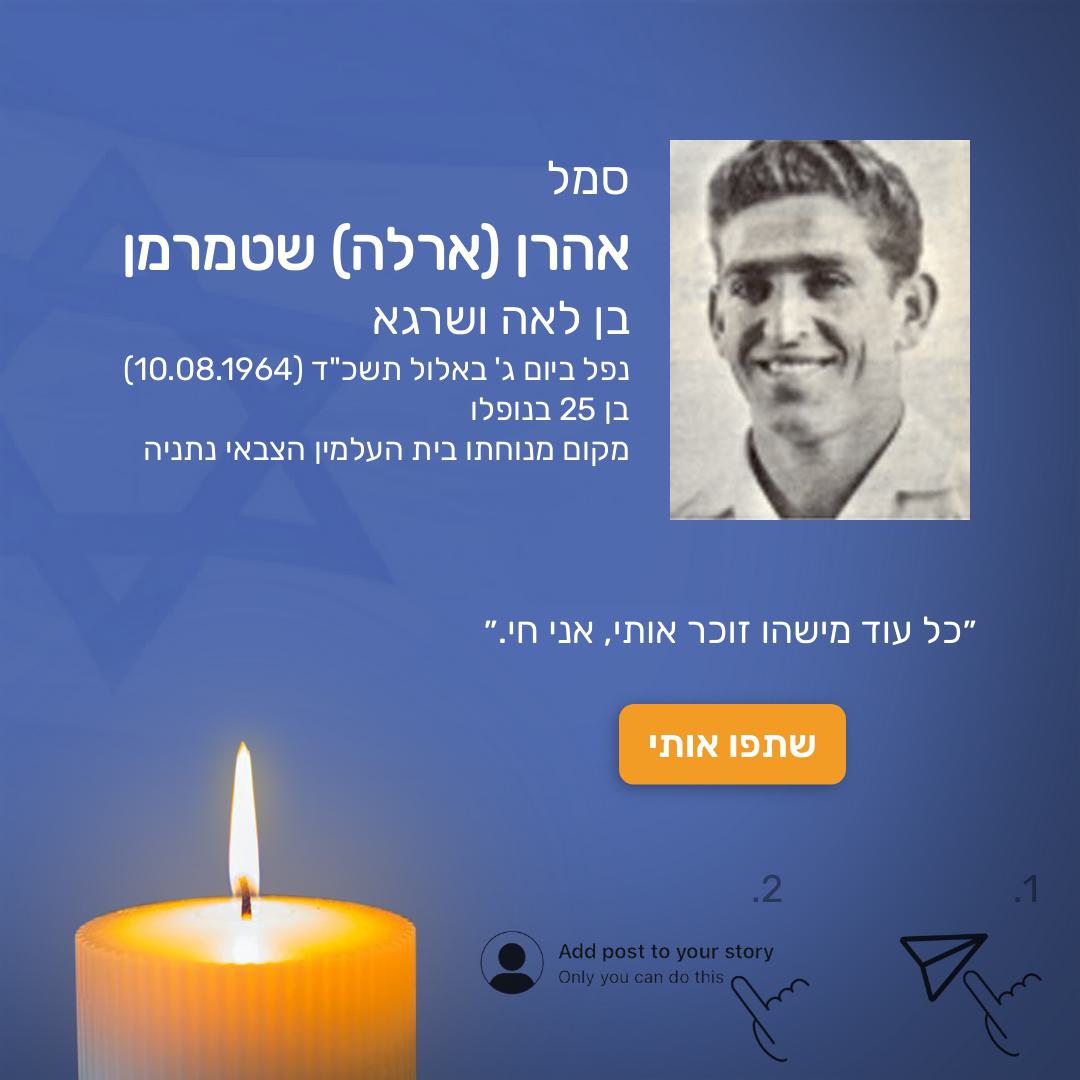 סמל
אהרן (ארלה) שטמרמן
בן לאה ושרגא
נפל ביום ג' באלול תשכ"ד (10.08.1964)
בן 25 בנופלו
מקום מנוחתו בית העלמין הצבאי נתניה
״כל עוד מישהו זוכר אותי, אני חי.״
שתפו אותי
.1
.2
Add post to your story
Only you can do this